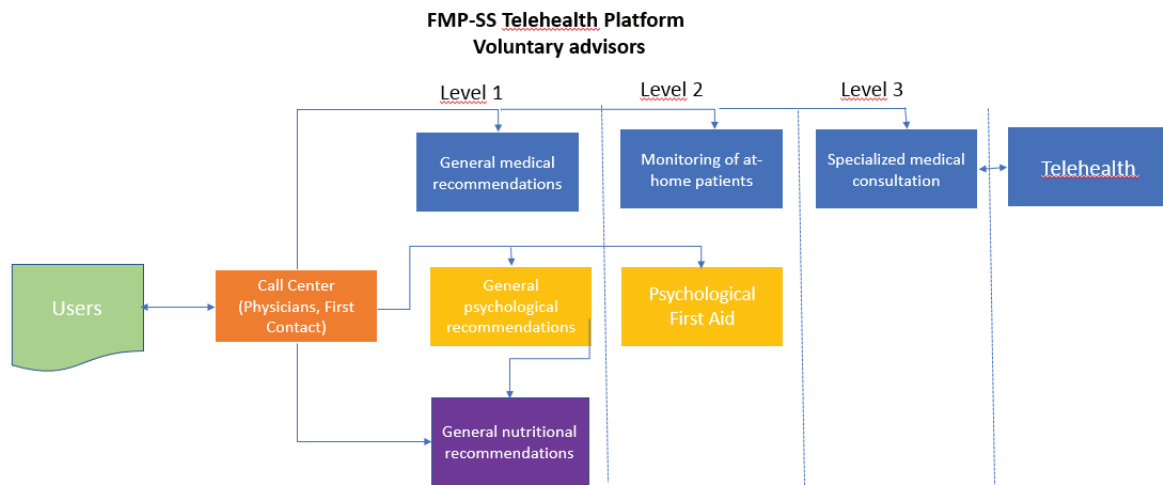 FMP-SS Telehealth Platform
Voluntary advisors
Level 1
Level 2
Level 3
General medical
recommendations
Monitoring of at-
home patients
Specialized medical
consultation
Telehealth
Users
Call Center
(Physicians, First
Contact)
General
psychological
recommendations
Psychological
First Aid
General nutritional
recommendations